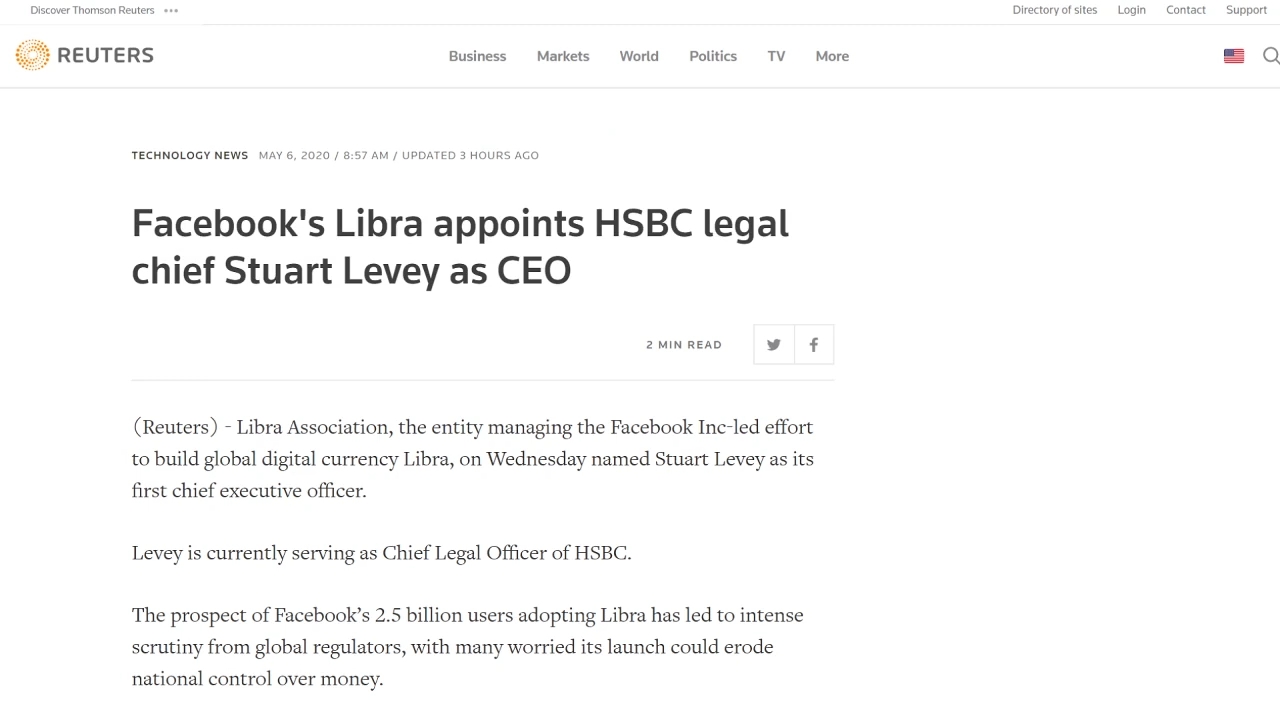 Discover Thomson Reuters •••
Directory of sites Login Contact Support
REUTERS
Business Markets World Politics TV More
TECHNOLOGY NEWS MAY 6, 2020 / 8:57 AM / UPDATED 3 HOURS AGO
Facebook's Libra appoints HSBC legal
chief Stuart Levey as CEO
2 MIN READ
(Reuters) - Libra Association, the entity managing the Facebook Inc-led effort
to build global digital currency Libra, on Wednesday named Stuart Levey as its
first chief executive officer.
Levey is currently serving as Chief Legal Officer of HSBC.
The prospect of Facebook’s 2.5 billion users adopting Libra has led to intense
scrutiny from global regulators, with many worried its launch could erode
national control over money.